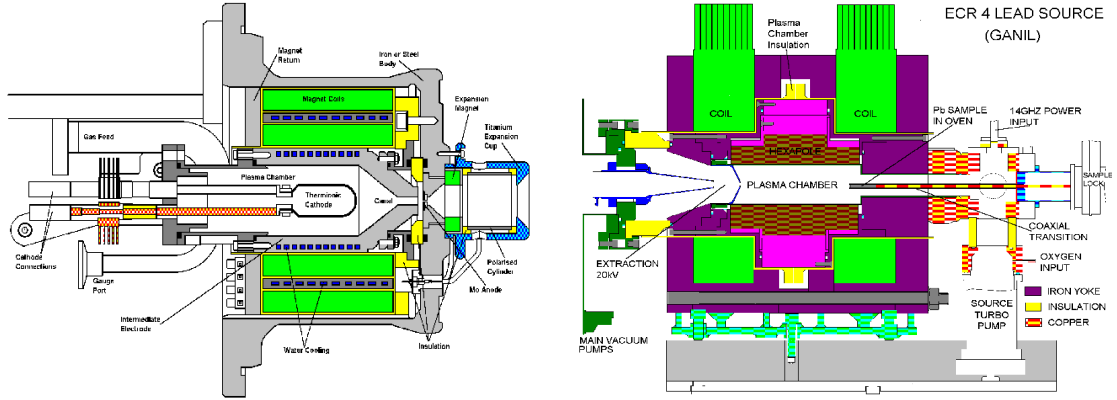 Magnet
Return
Iron or Steel
Body
Magnet Coils
Expansion
Magnet
Titanium
Expansion
Cup
Gas Feed
Plasma Chamber
Thermionic
Cathode
Canal
Cathode
Connections
Gauge
Port
Polarised
Cylinder
Mo Anode
Intermediate
Electrode
Water Cooling
Insulation
ECR 4 LEAD SOURCE
(GANIL)
Plasma
Chamber
Insulation
COIL
COIL
Pb SAMPLE
IN OVEN
14GHZ POWER
INPUT
HEXAPOLE
PLASMA CHAMBER
SAMPLE
LOCK
COAXIAL
TRANSITION
EXTRACTION
20kV
OXYGEN
INPUT
IRON YOKE
INSULATION
COPPER
SOURCE
TURBO
PUMP
MAIN VACUUM
PUMPS